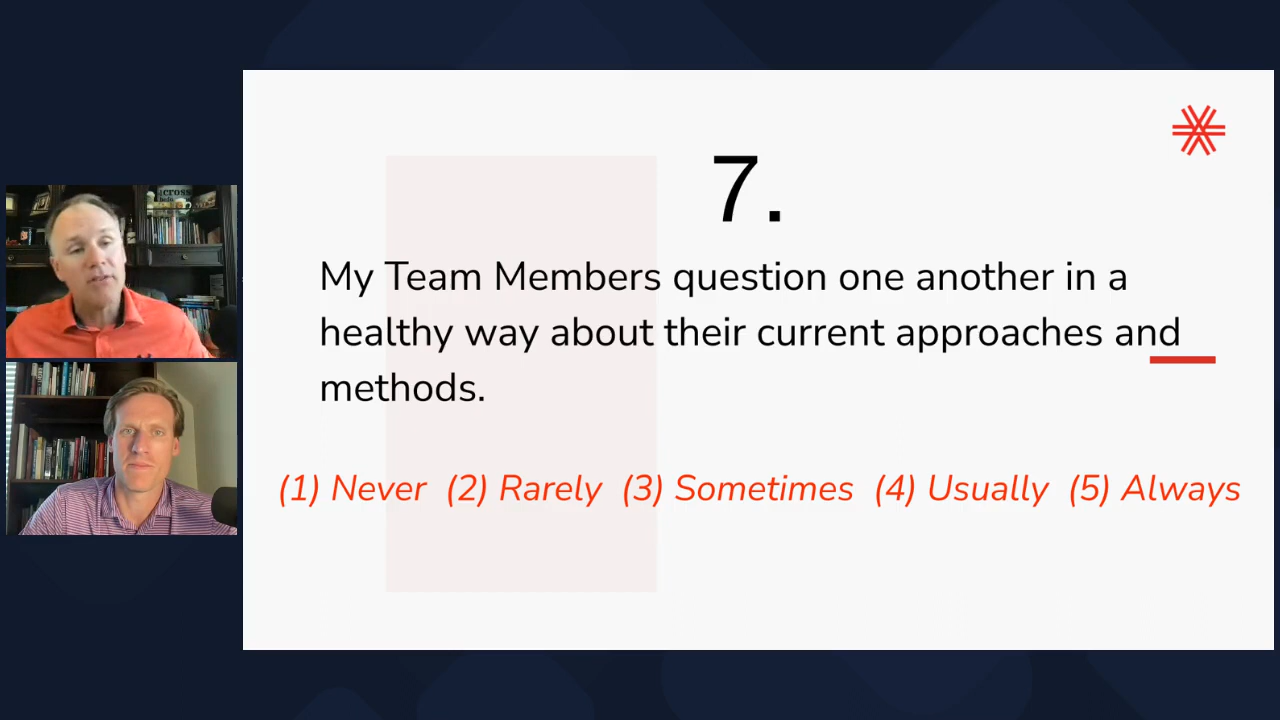 7.
My Team Members question one another in a
healthy way about their current approaches and
methods.
(1) Never (2) Rarely (3) Sometimes (4) Usually (5) Always